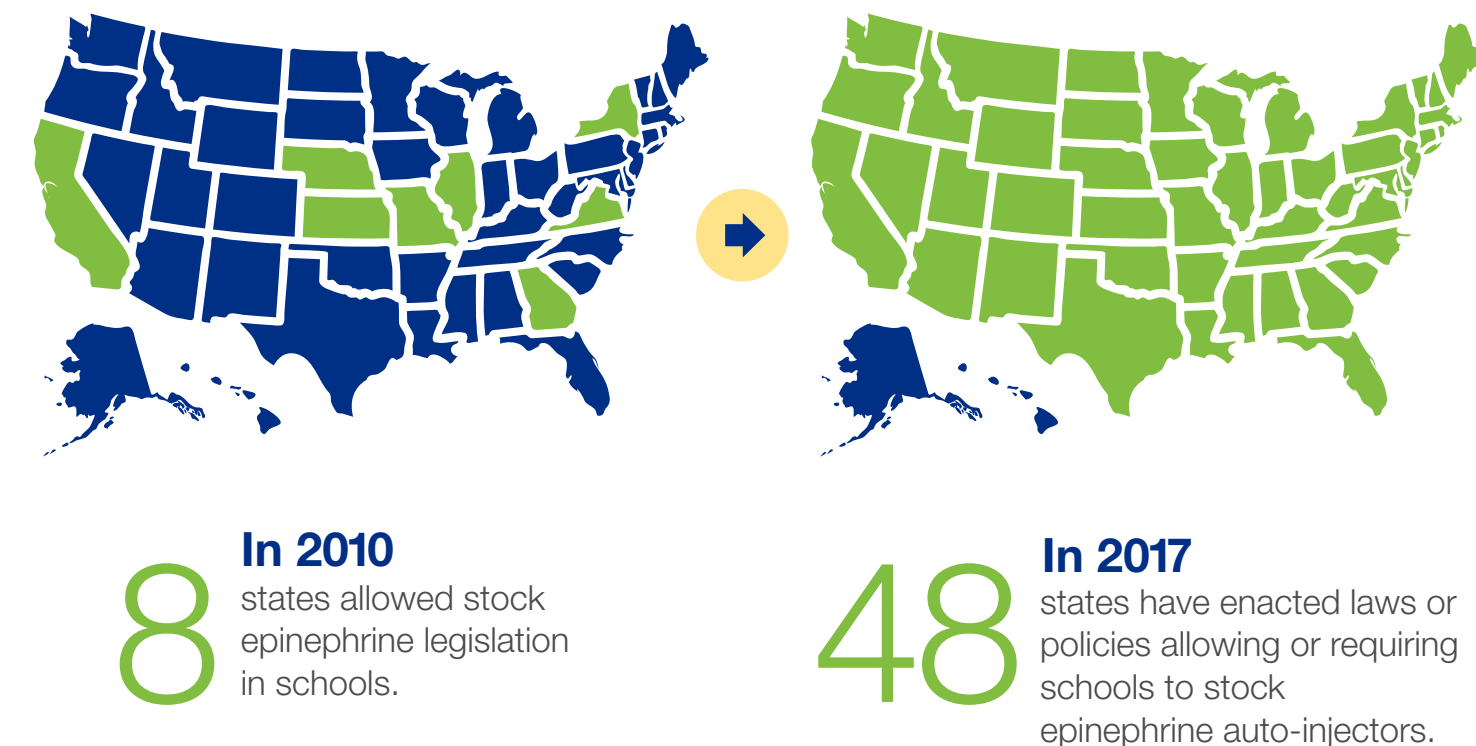 In 2010
8
states allowed stock
epinephrine legislation
in schools.
In 2017
48
states have enacted laws or
policies allowing or requiring
schools to stock
epinephrine auto-injectors.